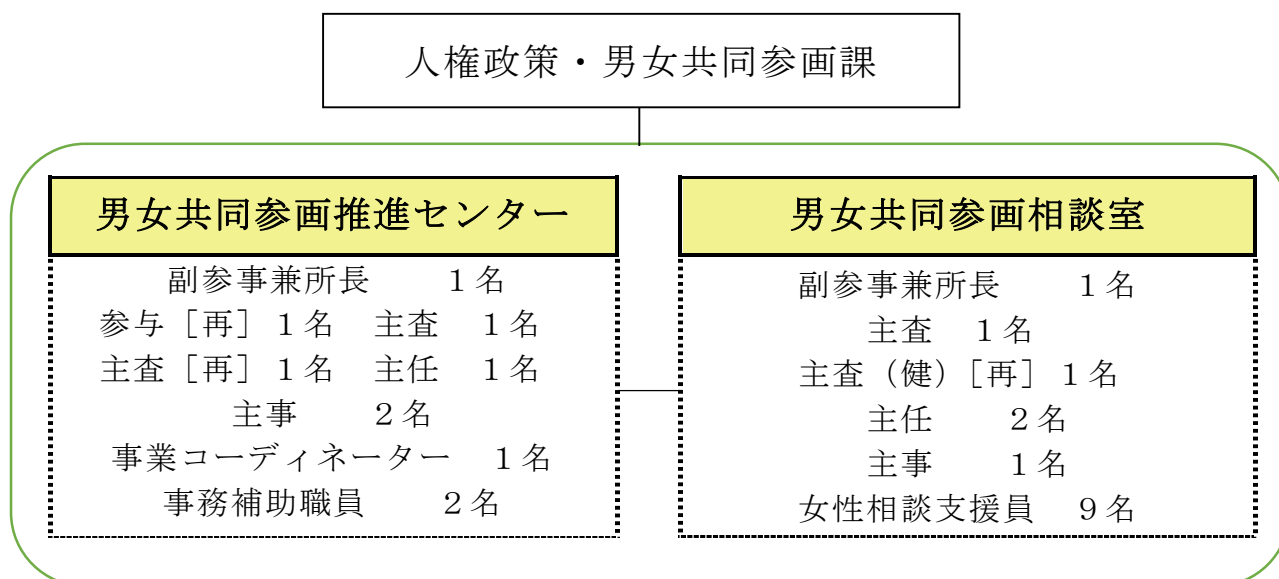 人権政策・男女共同参画課
男女共同参画推進センター
副参事兼所長　　１名
参与［再］１名　主査　１名
主査［再］１名　主任　１名
主事　　２名
事業コーディネーター　１名
事務補助職員　　２名
男女共同参画相談室
副参事兼所長　　１名
主査　１名
主査（健）［再］１名
主任　　２名
主事　　１名
女性相談支援員　９名